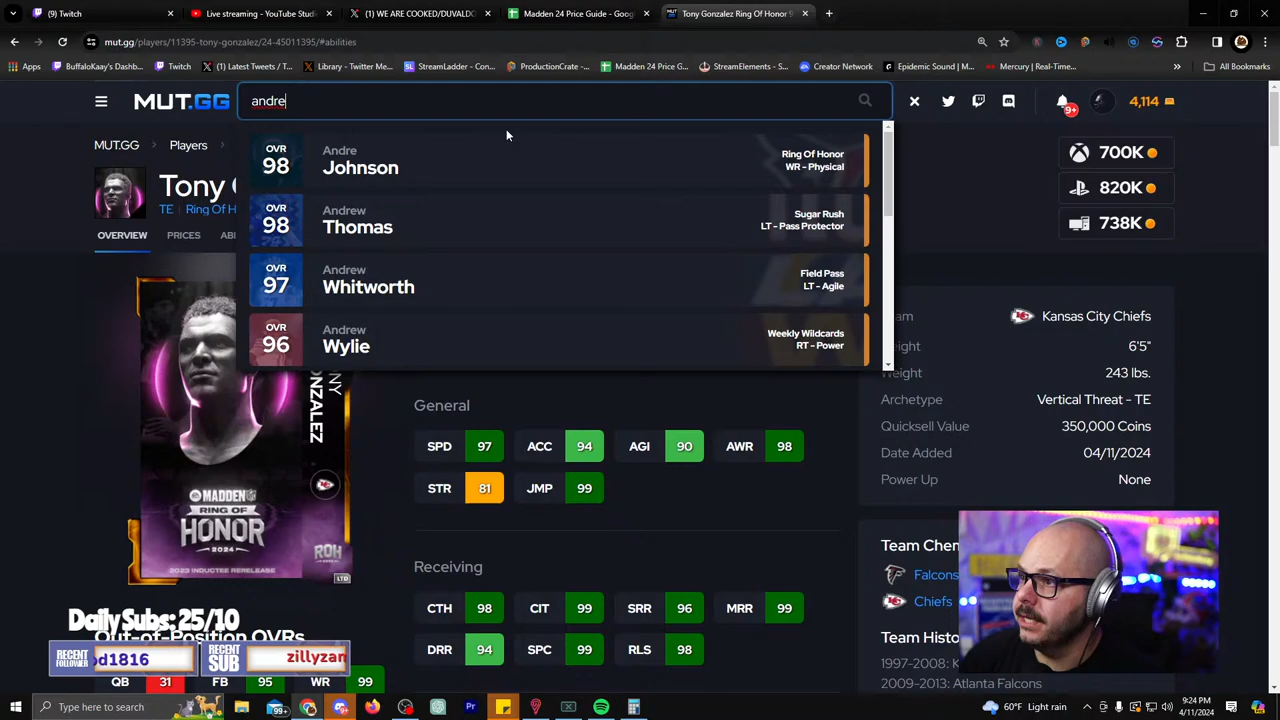 Twitch
Live streaming - YouTube Studi
(1) WE ARE COOKED/DUVALDO
Madden 24 Price Guide - Goog
Tony Gonzalez Ring Of Honor 9
mut.gg/players/11395-tony-gonzalez/24-45011395/#abilities
Apps
BuffaloKaay's Dashb...
Twitch
(1) Latest Tweets / T...
Library - Twitter Me...
StreamLadder - Con...
ProductionCrate - ...
Madden 24 Price G...
StreamElements - ...
Creator Network
Epidemic Sound | M...
Mercury | Real-Time...
All Bookmarks
MUT.GG
andre
9+
4,114
MUT.GG
Players
Tony G
TE
Ring Of H
OVERVIEW
PRICES
OVR
98
Andre
Johnson
Ring Of Honor
WR - Physical
OVR
98
Andrew
Thomas
Sugar Rush
LT - Pass Protector
OVR
97
Andrew
Whitworth
Field Pass
LT - Agile
OVR
96
Andrew
Wylie
Weekly Wildcards
RT - Power
700K
820K
738K
Kansas City Chiefs
6'5"
Weight
243 lbs.
Archetype
Vertical Threat - TE
Quicksell Value
350,000 Coins
Date Added
04/11/2024
Power Up
None
GONZALEZ
MADDEN
RING OF
HONOR
2024
2023 INDUCTEE RERELEASE
ROH
LTD
General
SPD 97
ACC 94
AGI 90
AWR 98
STR 81
JMP 99
Receiving
CTH 98
CIT 99
SRR 96
MRR 99
DRR 94
SPC 99
RLS 98
Team Chem
Falcons
Chiefs
Team Histo
1997-2008: K
2009-2013: Atlanta Falcons
Daily Subs: 25/10
Out-of-Position OVRs
RECENT
FOLLOWER
od1816
RECENT
SUB
zillyzan
QB 31
FB 95
WR 99
Type here to search
99+
60°F Light rain
9:24 PM
4/11/2024